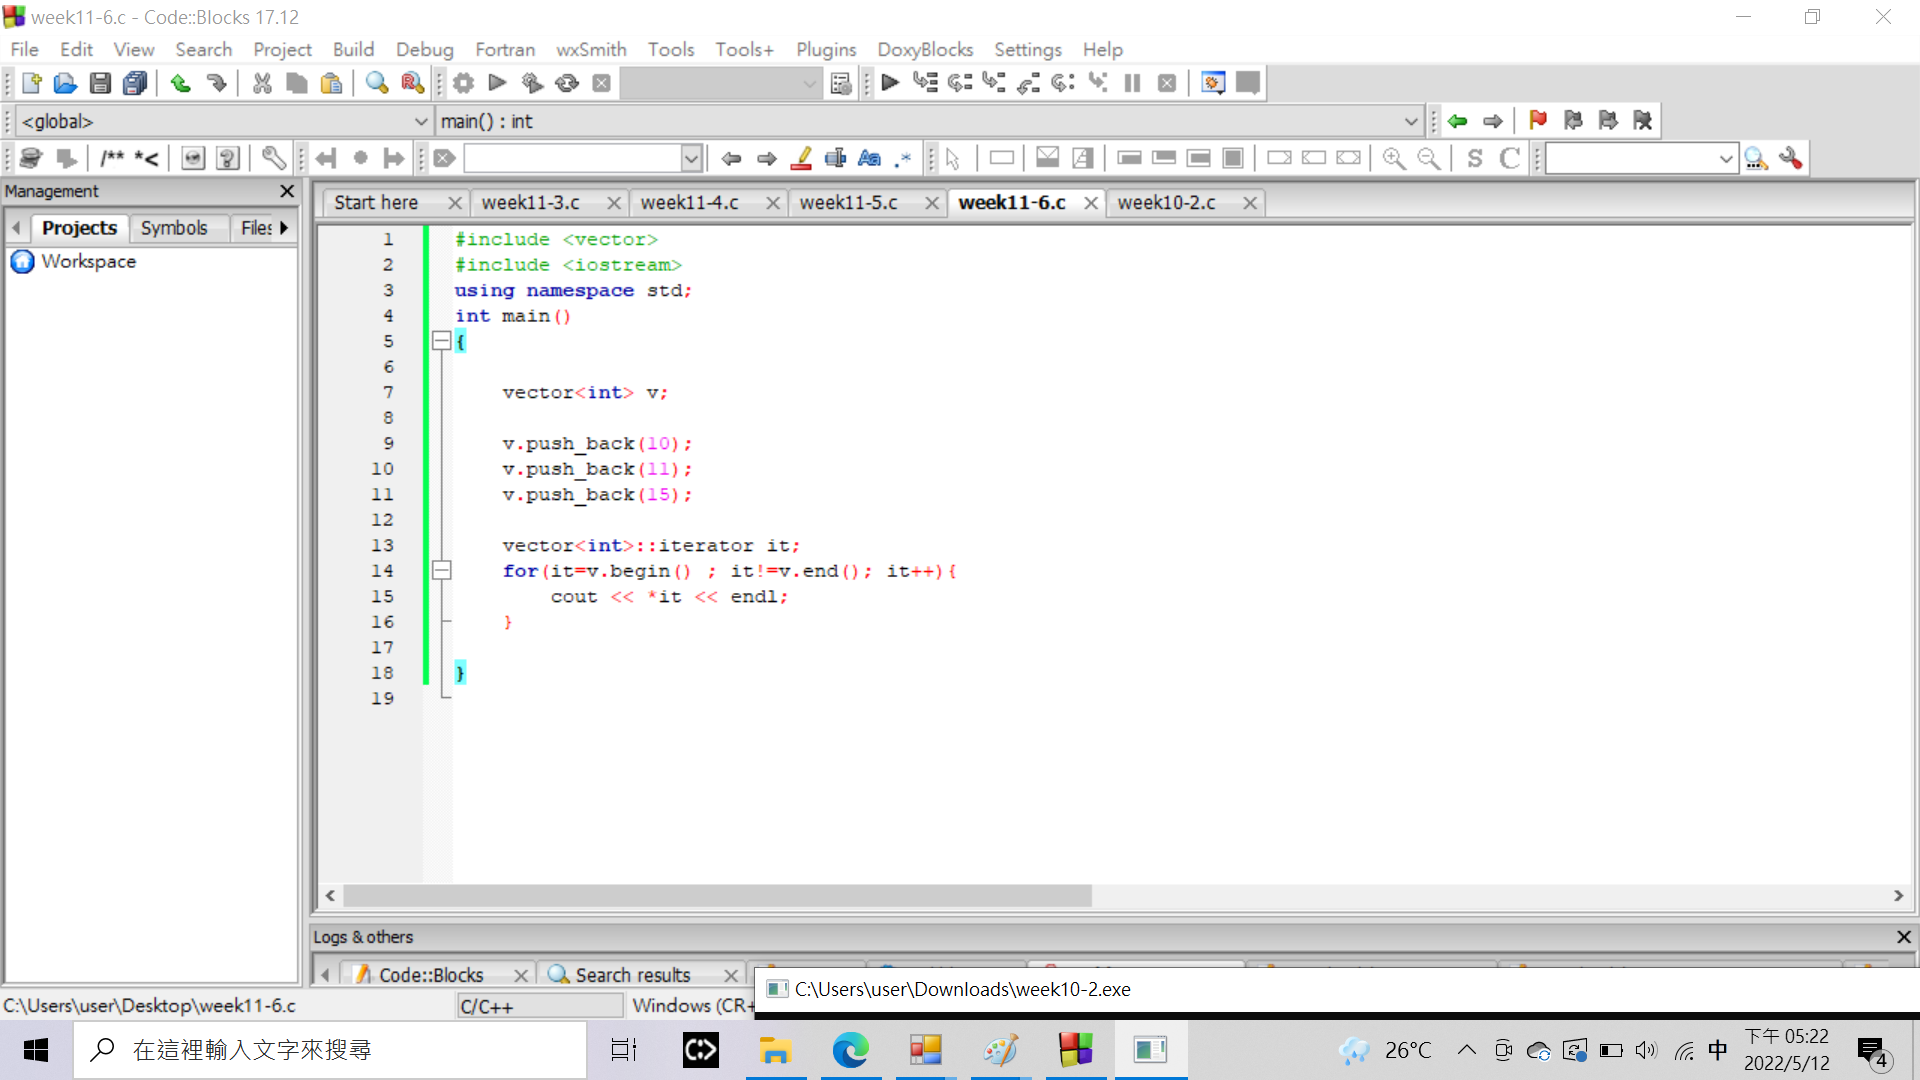 week11-6.c - Code::Blocks 17.12
File Edit View Search Project Build Debug Fortran wxSmith Tools Tools+ Plugins DoxyBlocks Settings Help
<global> main() : int
/** *<
Management
Projects Symbols Files
Workspace
Start here week11-3.c week11-4.c week11-5.c week11-6.c week10-2.c
1 #include <vector>
2 #include <iostream>
3 using namespace std;
4 int main()
5 {
6
7 vector<int> v;
8
9 v.push_back(10);
10 v.push_back(11);
11 v.push_back(15);
12
13 vector<int>::iterator it;
14 for(it=v.begin() ; it!=v.end(); it++){
15 cout << *it << endl;
16 }
17
18 }
19
Logs & others
Code::Blocks Search results
C:\Users\user\Downloads\week10-2.exe
C:\Users\user\Desktop\week11-6.c C/C++ Windows (CR+
在這裡輸入文字來搜尋
26°C 中 下午 05:22
2022/5/12
4